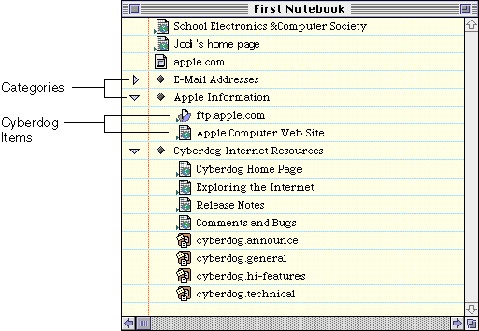 First Notebook
School Electronics &Computer Society
Jodi's home page
apple.com
E-Mail Addresses
Apple Information
ftp.apple.com
Apple Computer Web Site
Cyberdog Internet Resources
Cyberdog Home Page
Exploring the Internet
Release Notes
Comments and Bugs
cyberdog.announce
cyberdog.general
cyberdog.hi-features
cyberdog.technical
Categories
Cyberdog
Items